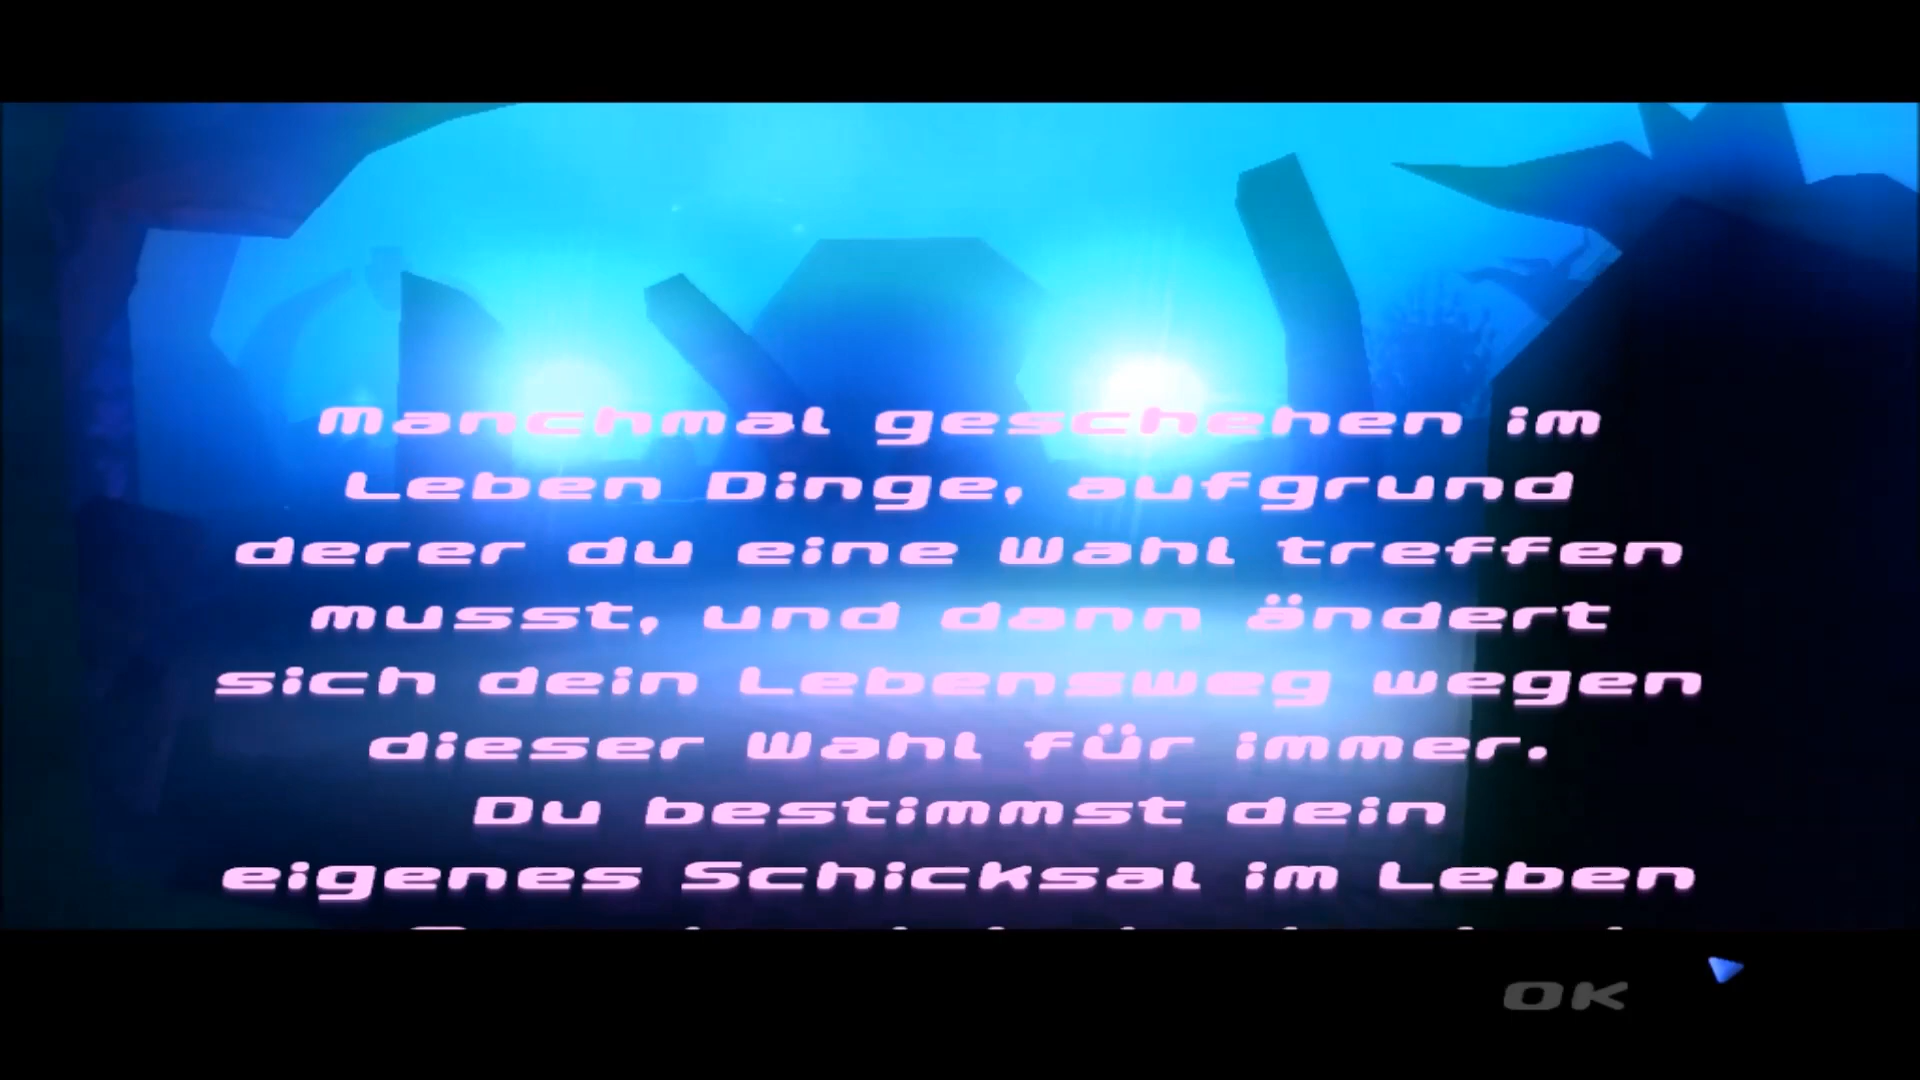 Manchmal geschehen im
Leben Dinge, aufgrund
derer du eine Wahl treffen
musst, und dann ändert
sich dein Lebensweg wegen
dieser Wahl für immer.
Du bestimmst dein
eigenes Schicksal im Leben
OK